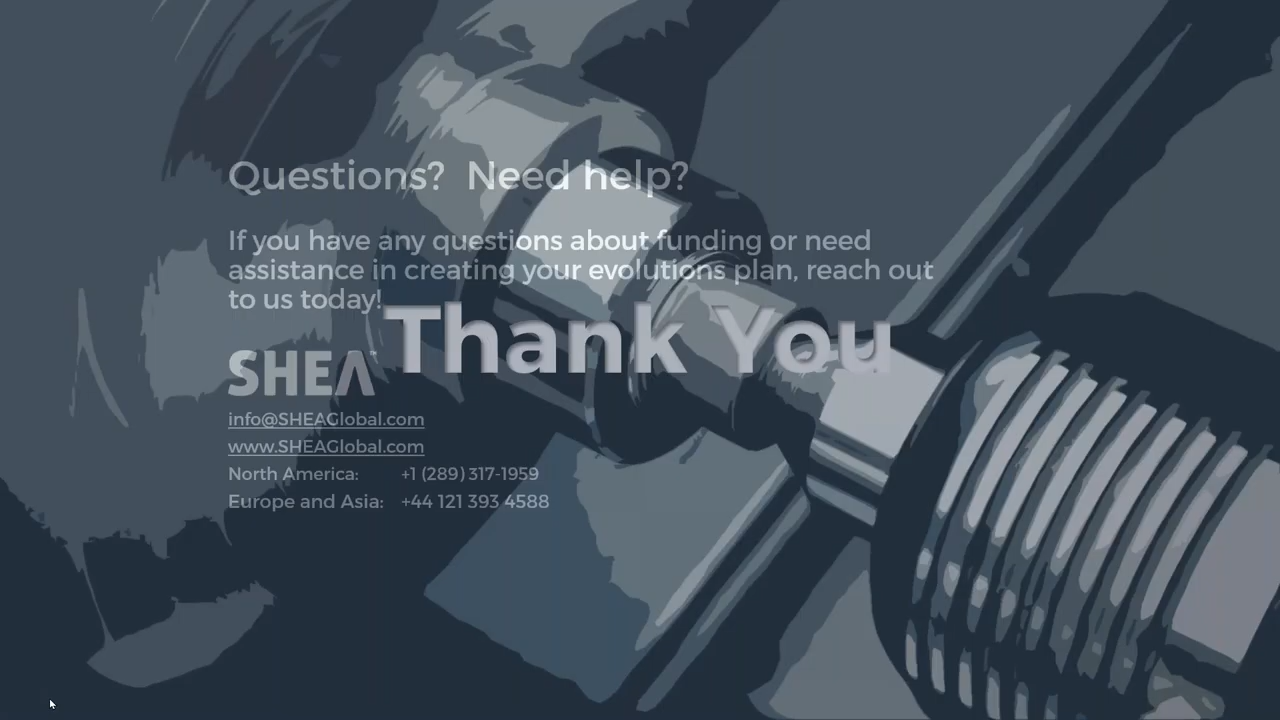 Questions? Need help?
If you have any questions about funding or need
assistance in creating your evolutions plan, reach out
to us today!
Thank You
SHEA
info@SHEAGlobal.com
www.SHEAGlobal.com
North America: +1 (289) 317-1959
Europe and Asia: +44 121 393 4588